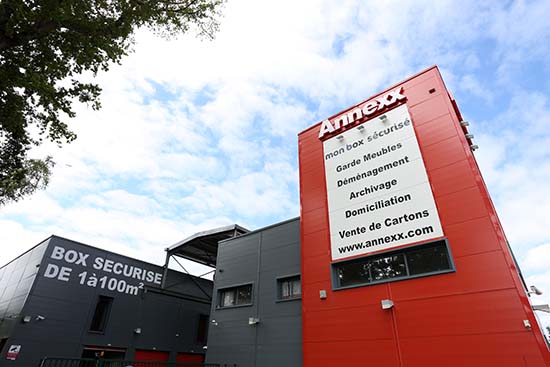 Annexx
mon box sécurisé
Garde Meubles
Déménagement
Archivage
Domiciliation
Vente de Cartons
www.annexx.com
BOX SECURISE
DE 1à100m²